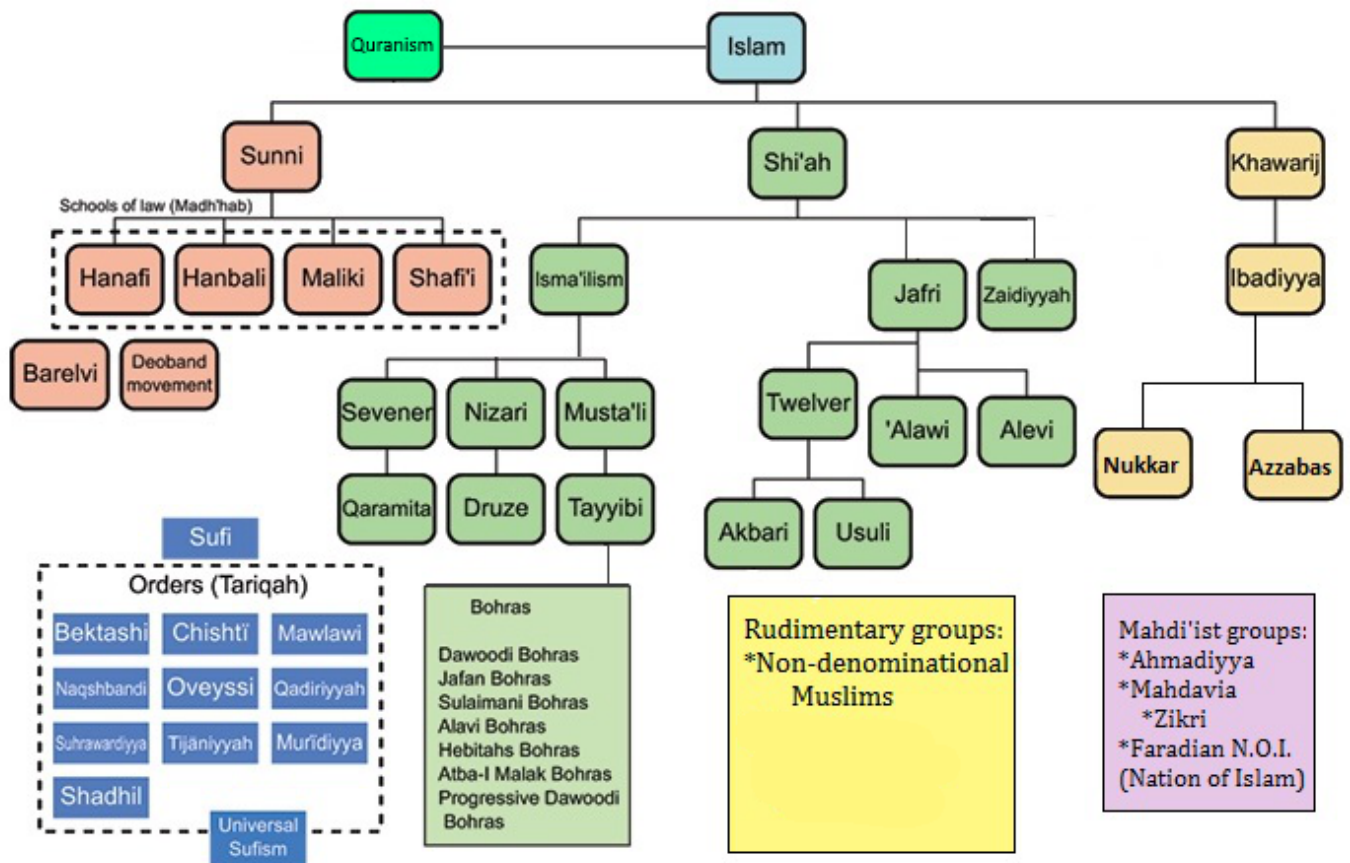 Quranism
Islam
Sunni
Shi'ah
Khawarij
Schools of law (Madh'hab)
Hanafi
Hanbali
Maliki
Shafi'i
Isma'ilism
Jafri
Zaidiyyah
Ibadiyya
Barelvi
Deoband
movement
Sevener
Nizari
Musta'li
Twelver
'Alawi
Alevi
Nukkar
Azzabas
Qaramita
Druze
Tayyibi
Akbari
Usuli
Sufi
Orders (Tariqah)
Bektashi
Chishtï
Mawlawi
Naqshbandi
Oveyssi
Qadiriyyah
Suhrawardiyya
Tijāniyyah
Murīdiyya
Shadhil
Universal
Sufism
Bohras
Dawoodi Bohras
Jafan Bohras
Sulaimani Bohras
Alavi Bohras
Hebitahs Bohras
Atba-I Malak Bohras
Progressive Dawoodi
Bohras
Rudimentary groups:
*Non-denominational
Muslims
Mahdi'ist groups:
*Ahmadiyya
*Mahdavia
*Zikri
*Faradian N.O.I.
(Nation of Islam)